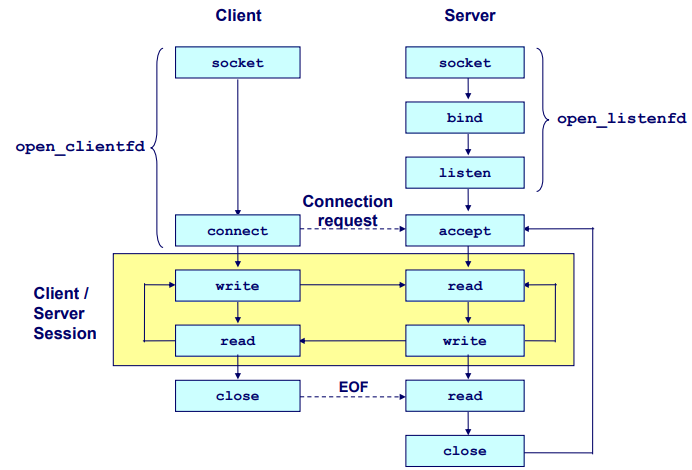 Client
Server
socket
socket
bind
open_clientfd
open_listenfd
listen
Connection
request
connect
accept
Client /
Server
Session
write
read
read
write
close
EOF
read
close